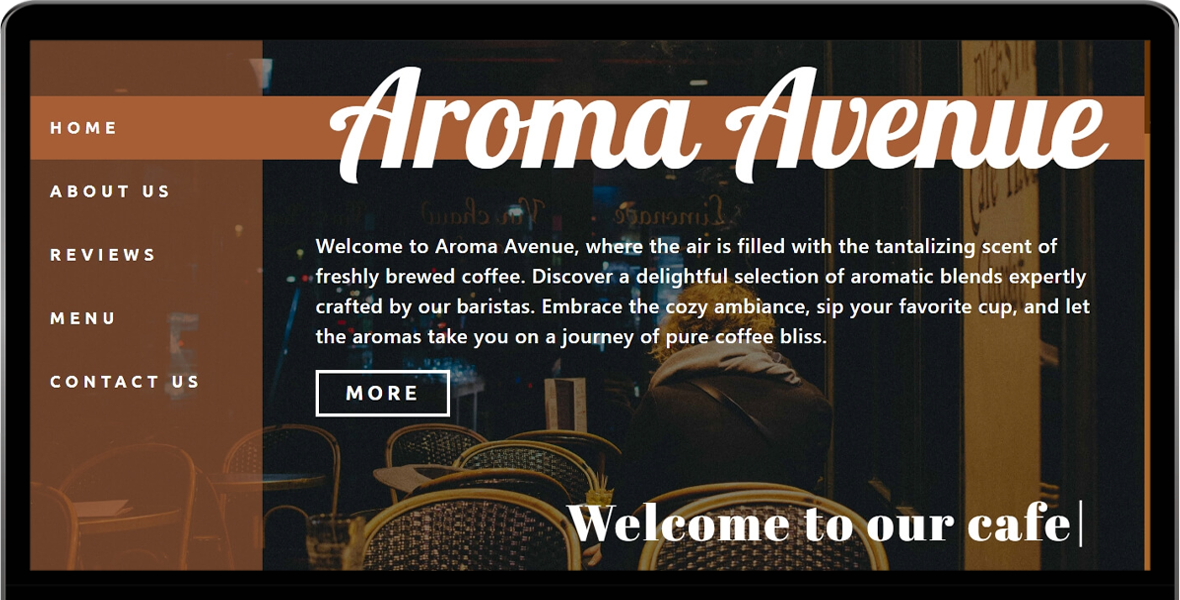 Aroma Avenue
HOME
ABOUT US
REVIEWS
MENU
CONTACT US
Welcome to Aroma Avenue, where the air is filled with the tantalizing scent of
freshly brewed coffee. Discover a delightful selection of aromatic blends expertly
crafted by our baristas. Embrace the cozy ambiance, sip your favorite cup, and let
the aromas take you on a journey of pure coffee bliss.
MORE
Welcome to our cafe|